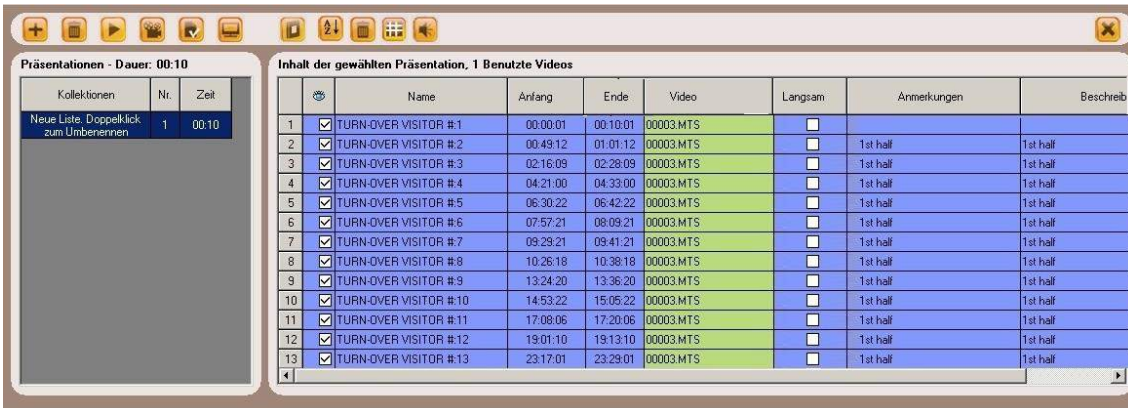 Präsentationen - Dauer: 00:10
Kollektionen Nr. Zeit
Neue Liste. Doppelklick
zum Umbenennen 1 00:10
Inhalt der gewählten Präsentation, 1 Benutzte Videos
Name Anfang Ende Video Langsam Anmerkungen Beschreib
1 TURN-OVER VISITOR #:1 00:00:01 00:10:01 00003.MTS
2 TURN-OVER VISITOR #:2 00:49:12 01:01:12 00003.MTS 1st half 1st half
3 TURN-OVER VISITOR #:3 02:16:09 02:28:09 00003.MTS 1st half 1st half
4 TURN-OVER VISITOR #:4 04:21:00 04:33:00 00003.MTS 1st half 1st half
5 TURN-OVER VISITOR #:5 06:30:22 06:42:22 00003.MTS 1st half 1st half
6 TURN-OVER VISITOR #:6 07:57:21 08:09:21 00003.MTS 1st half 1st half
7 TURN-OVER VISITOR #:7 09:29:21 09:41:21 00003.MTS 1st half 1st half
8 TURN-OVER VISITOR #:8 10:26:18 10:38:18 00003.MTS 1st half 1st half
9 TURN-OVER VISITOR #:9 13:24:20 13:36:20 00003.MTS 1st half 1st half
10 TURN-OVER VISITOR #:10 14:53:22 15:05:22 00003.MTS 1st half 1st half
11 TURN-OVER VISITOR #:11 17:08:06 17:20:06 00003.MTS 1st half 1st half
12 TURN-OVER VISITOR #:12 19:01:10 19:13:10 00003.MTS 1st half 1st half
13 TURN-OVER VISITOR #:13 23:17:01 23:29:01 00003.MTS 1st half 1st half